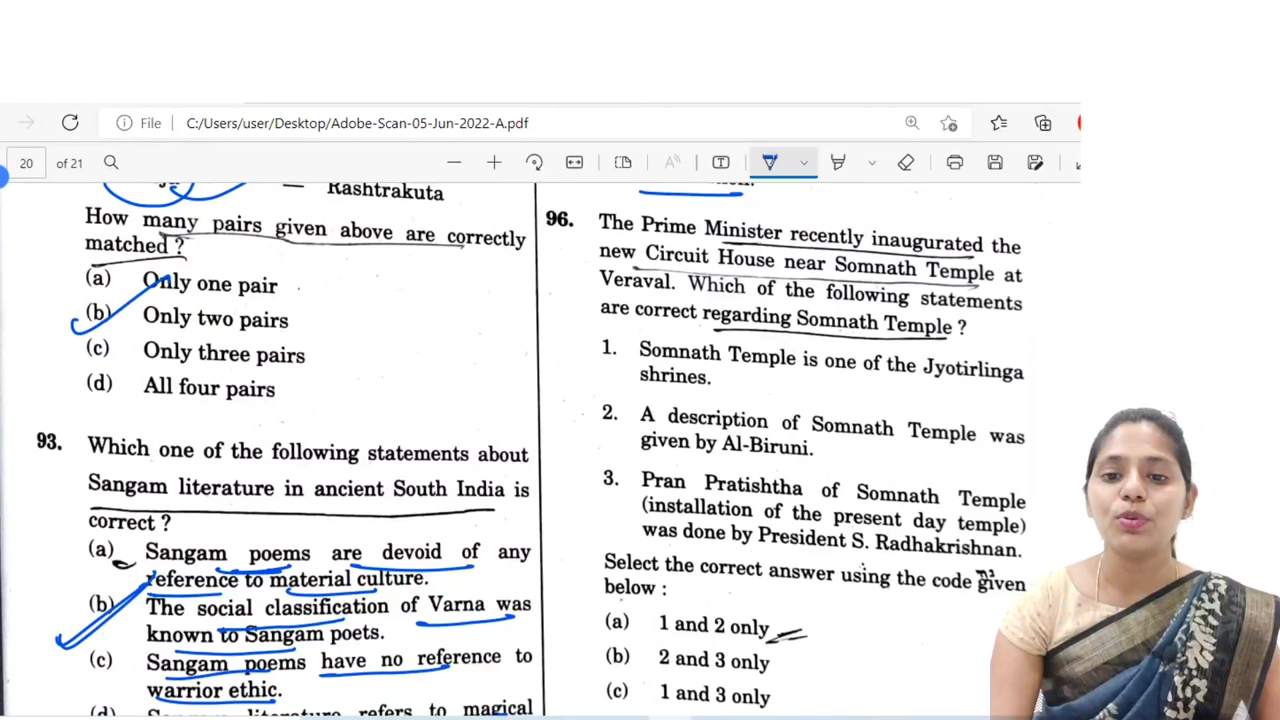 File
C:/Users/user/Desktop/Adobe-Scan-05-Jun-2022-A.pdf
20 of 21
— Rashtrakuta
How many pairs given above are correctly
matched ?
(a) Only one pair
(b) Only two pairs
(c) Only three pairs
(d) All four pairs
93. Which one of the following statements about
Sangam literature in ancient South India is
correct ?
(a) Sangam poems are devoid of any
reference to material culture.
(b) The social classification of Varna was
known to Sangam poets.
(c) Sangam poems have no reference to
warrior ethic.
(d) Sangam literature refers to magical
96. The Prime Minister recently inaugurated the
new Circuit House near Somnath Temple at
Veraval. Which of the following statements
are correct regarding Somnath Temple ?
1. Somnath Temple is one of the Jyotirlinga
shrines.
2. A description of Somnath Temple was
given by Al-Biruni.
3. Pran Pratishtha of Somnath Temple
(installation of the present day temple)
was done by President S. Radhakrishnan.
Select the correct answer using the code given
below :
(a) 1 and 2 only
(b) 2 and 3 only
(c) 1 and 3 only